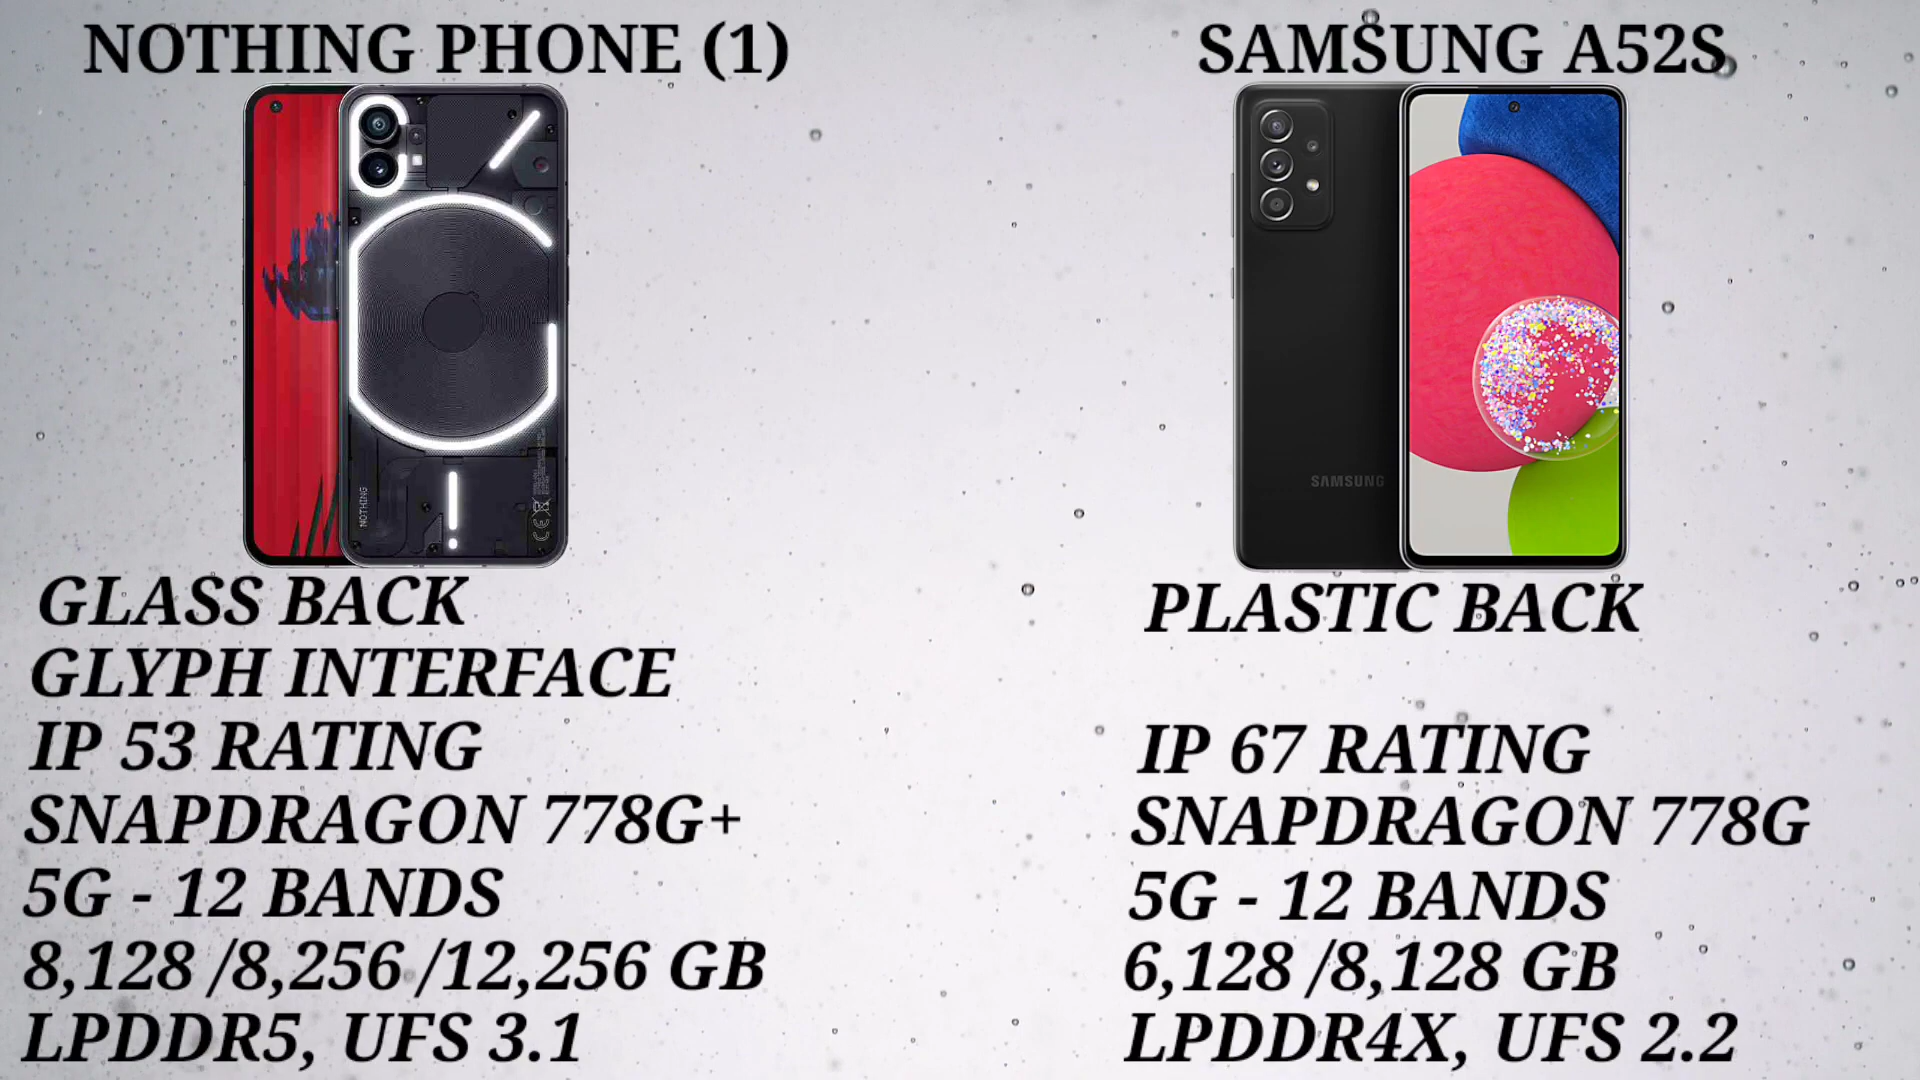 NOTHING PHONE (1)
NOTHING
GLASS BACK
GLYPH INTERFACE
IP 53 RATING
SNAPDRAGON 778G+
5G - 12 BANDS
8,128 /8,256 /12,256 GB
LPDDR5, UFS 3.1
SAMSUNG A52S
SAMSUNG
PLASTIC BACK
IP 67 RATING
SNAPDRAGON 778G
5G - 12 BANDS
6,128 /8,128 GB
LPDDR4X, UFS 2.2